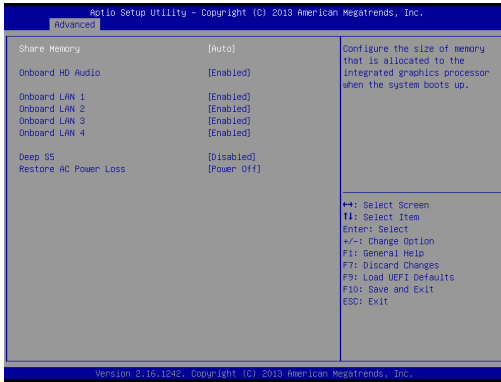 Aptio Setup Utility - Copyright (C) 2013 American Megatrends, Inc.
Advanced
Share Memory [Auto]
Onboard HD Audio [Enabled]
Onboard LAN 1 [Enabled]
Onboard LAN 2 [Enabled]
Onboard LAN 3 [Enabled]
Onboard LAN 4 [Enabled]
Deep S5 [Disabled]
Restore AC Power Loss [Power Off]
Configure the size of memory
that is allocated to the
integrated graphics processor
when the system boots up.
↔: Select Screen
↑↓: Select Item
Enter: Select
+/-: Change Option
F1: General Help
F7: Discard Changes
F9: Load UEFI Defaults
F10: Save and Exit
ESC: Exit
Version 2.16.1242. Copyright (C) 2013 American Megatrends, Inc.